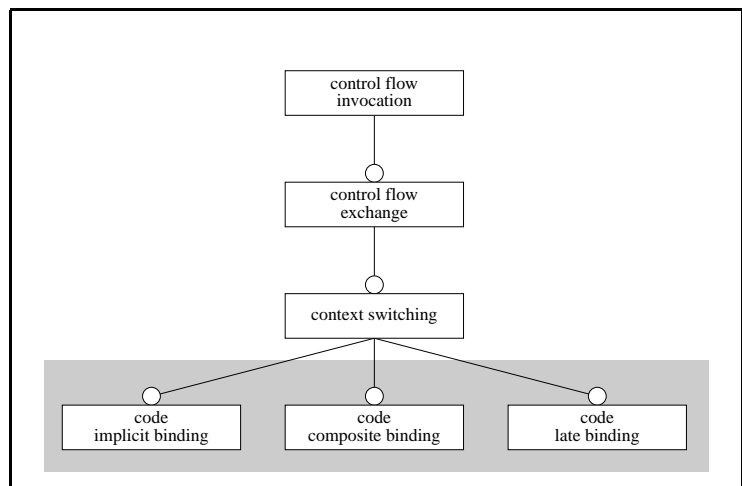 control flow
invocation
control flow
exchange
context switching
code
implicit binding
code
composite binding
code
late binding